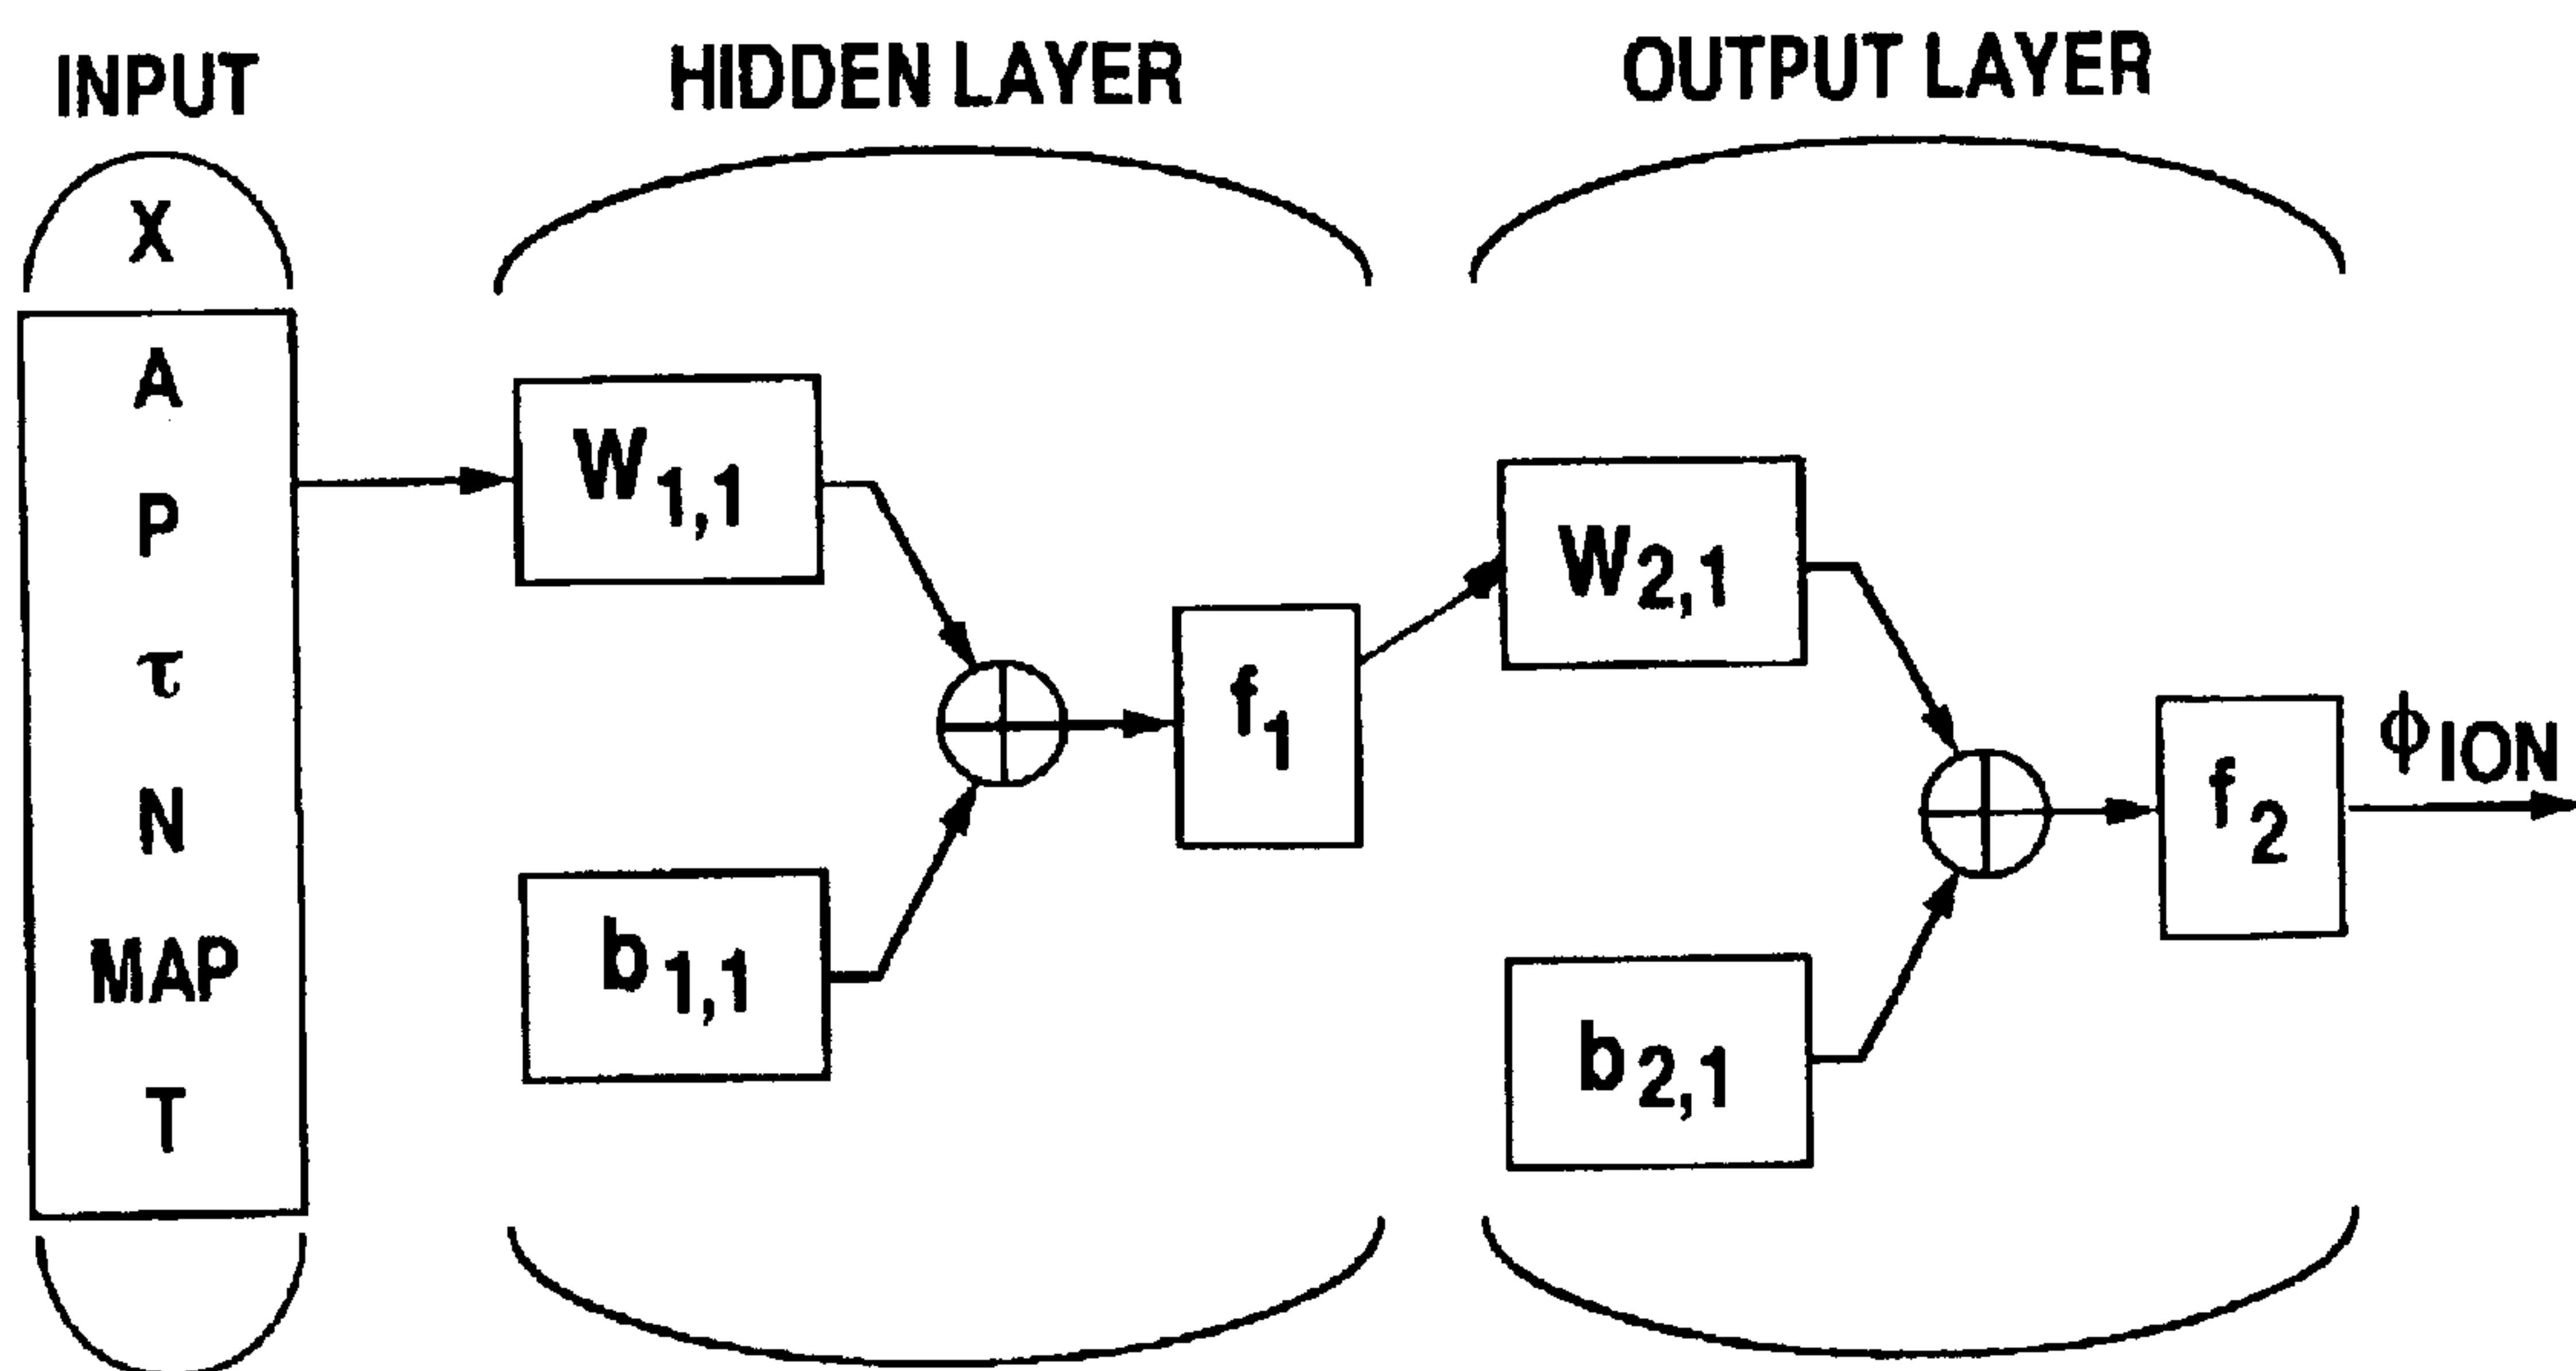 INPUT
HIDDEN LAYER
OUTPUT LAYER
X
A
P
τ
N
MAP
T
W1,1
b1,1
f1
W2,1
b2,1
f2
ϕION